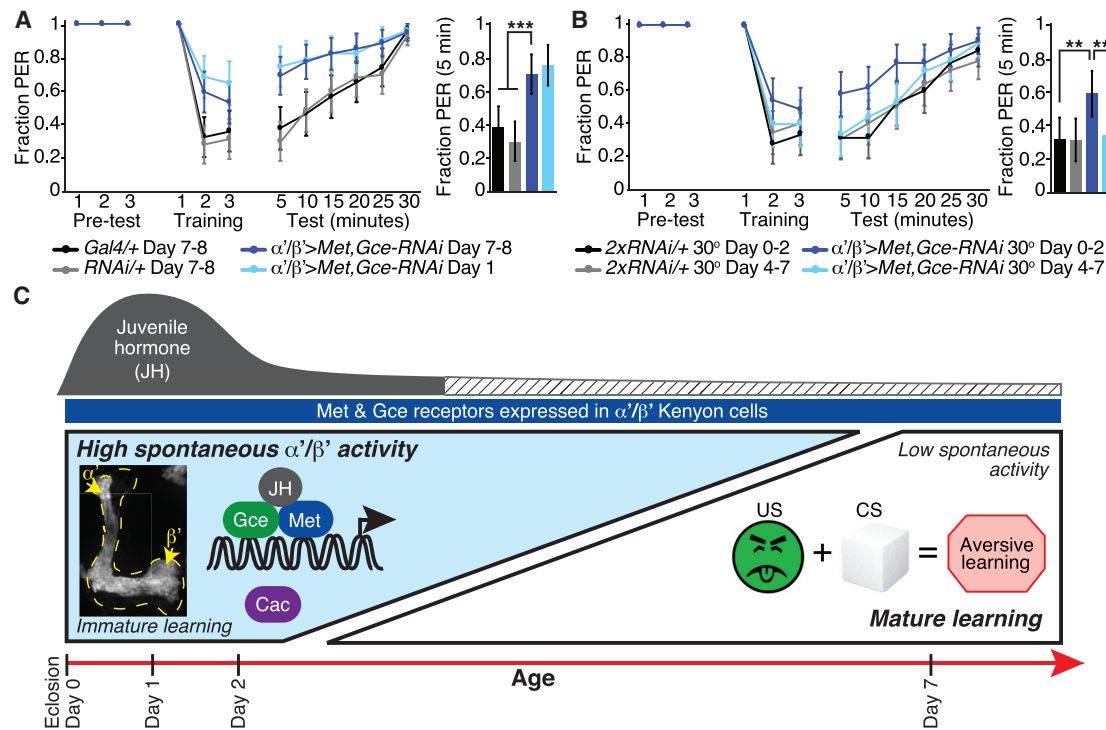 A
Fraction PER
1
0.8
0.6
0.4
0.2
0
1 2 3
Pre-test
1 2 3
Training
5 10 15 20 25 30
Test (minutes)
Fraction PER (5 min)
1
0.8
0.6
0.4
0.2
0
***
Gal4/+ Day 7-8
RNAi/+ Day 7-8
α'/β'>Met,Gce-RNAi Day 7-8
α'/β'>Met,Gce-RNAi Day 1
B
Fraction PER
1
0.8
0.6
0.4
0.2
0
1 2 3
Pre-test
1 2 3
Training
5 10 15 20 25 30
Test (minutes)
Fraction PER (5 min)
1
0.8
0.6
0.4
0.2
0
** **
2xRNAi/+ 30º Day 0-2
2xRNAi/+ 30º Day 4-7
α'/β'>Met,Gce-RNAi 30º Day 0-2
α'/β'>Met,Gce-RNAi 30º Day 4-7
C
Juvenile
hormone
(JH)
Met & Gce receptors expressed in α'/β' Kenyon cells
High spontaneous α'/β' activity
α'
β'
JH
Gce
Met
Cac
Immature learning
Low spontaneous
activity
US
CS
+
=
Aversive
learning
Mature learning
Eclosion
Day 0
Day 1
Day 2
Age
Day 7